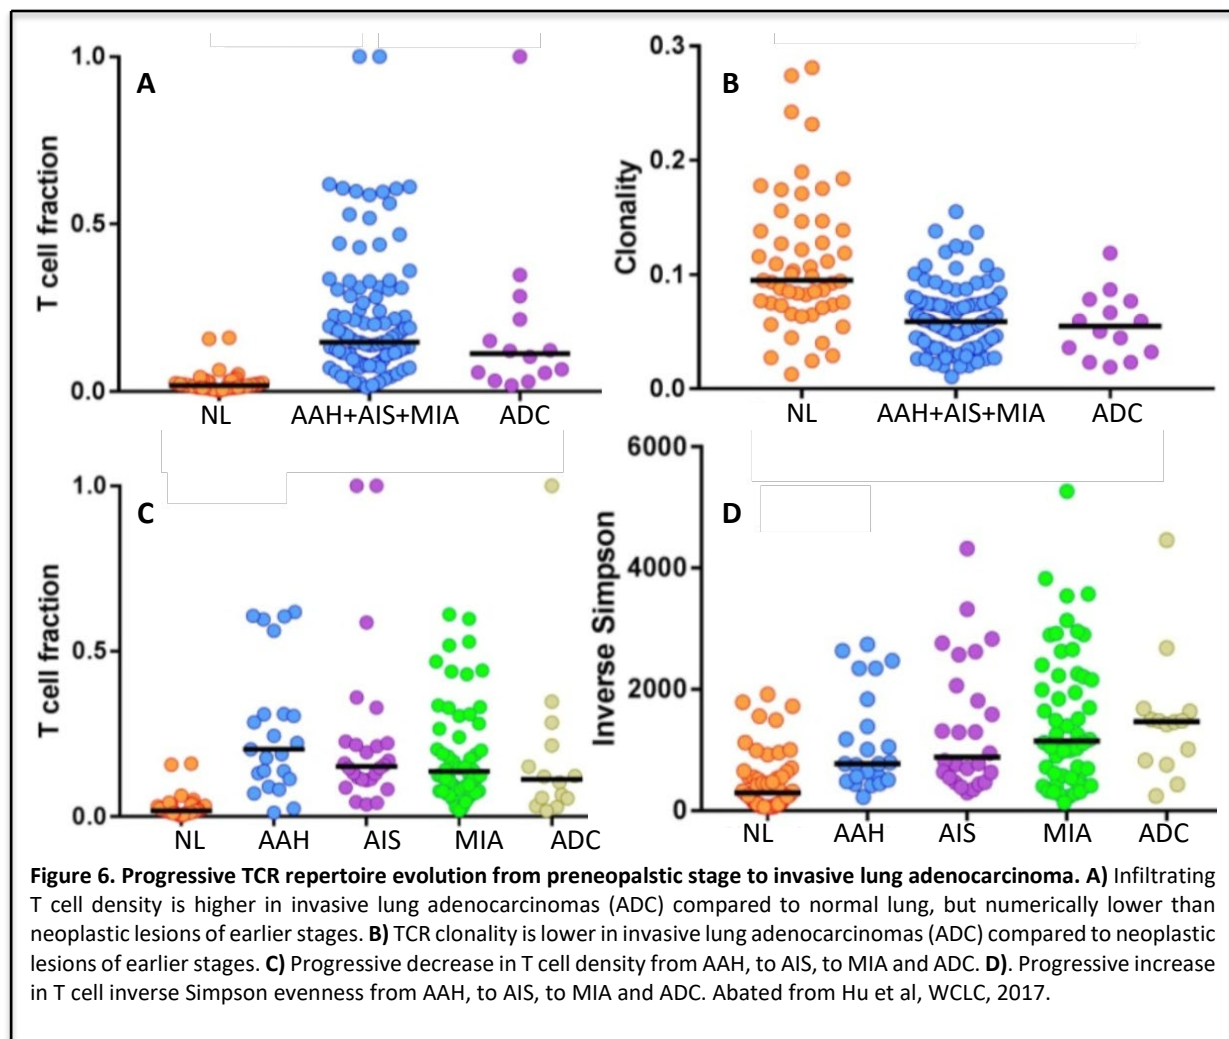 A
B
1.0
0.5
0.0
T cell fraction
NL
AAH+AIS+MIA
ADC
0.3
0.2
0.1
0.0
Clonality
NL
AAH+AIS+MIA
ADC
C
D
1.0
0.5
0.0
T cell fraction
NL
AAH
AIS
MIA
ADC
6000
4000
2000
0
Inverse Simpson
NL
AAH
AIS
MIA
ADC
Figure 6. Progressive TCR repertoire evolution from preneopalstic stage to invasive lung adenocarcinoma. A) Infiltrating
T cell density is higher in invasive lung adenocarcinomas (ADC) compared to normal lung, but numerically lower than
neoplastic lesions of earlier stages. B) TCR clonality is lower in invasive lung adenocarcinomas (ADC) compared to neoplastic
lesions of earlier stages. C) Progressive decrease in T cell density from AAH, to AIS, to MIA and ADC. D). Progressive increase
in T cell inverse Simpson evenness from AAH, to AIS, to MIA and ADC. Abated from Hu et al, WCLC, 2017.